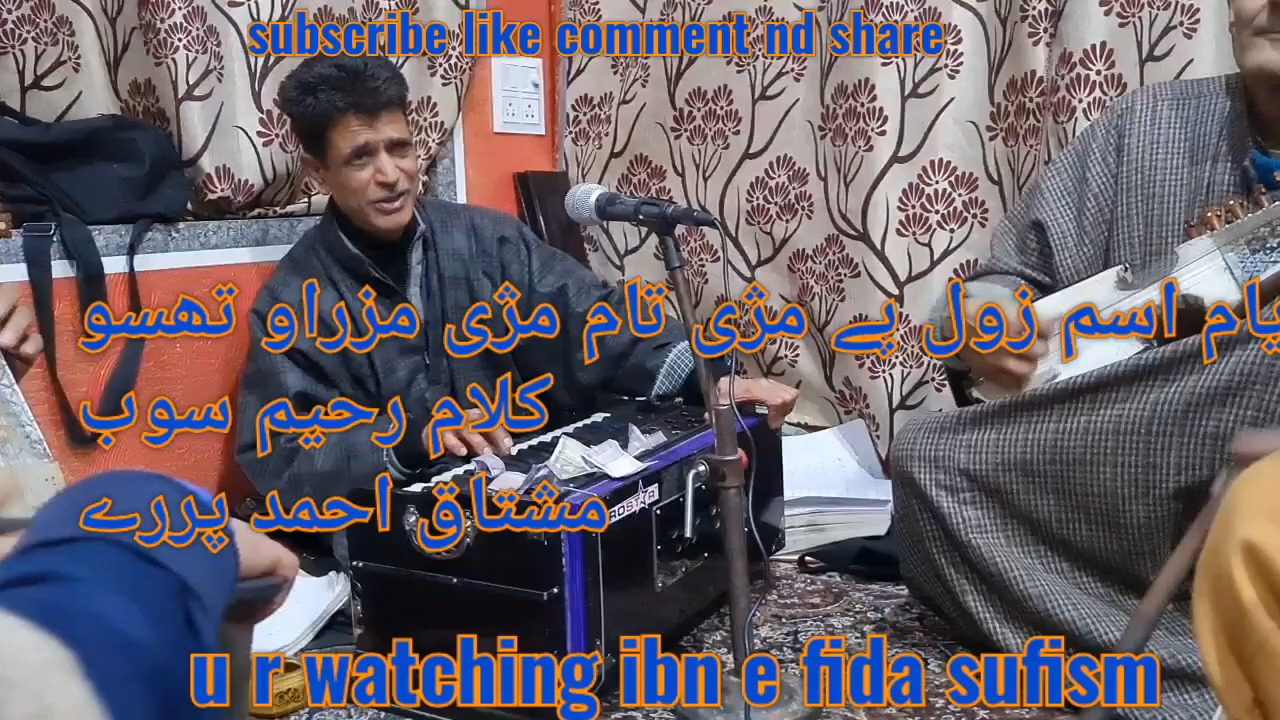 subscribe like comment nd share
یام اسم زول پے مژی تام مژی مزراو تھسو
کلام رحیم سوب
مشتاق احمد پررے
ROSTAR
u r watching ibn e fida sufism